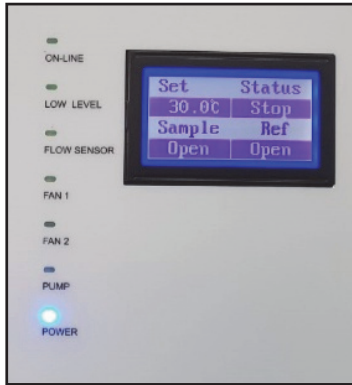 ON-LINE
LOW LEVEL
FLOW SENSOR
FAN 1
FAN 2
PUMP
POWER
Set Status
30.0℃ Stop
Sample Ref
Open Open